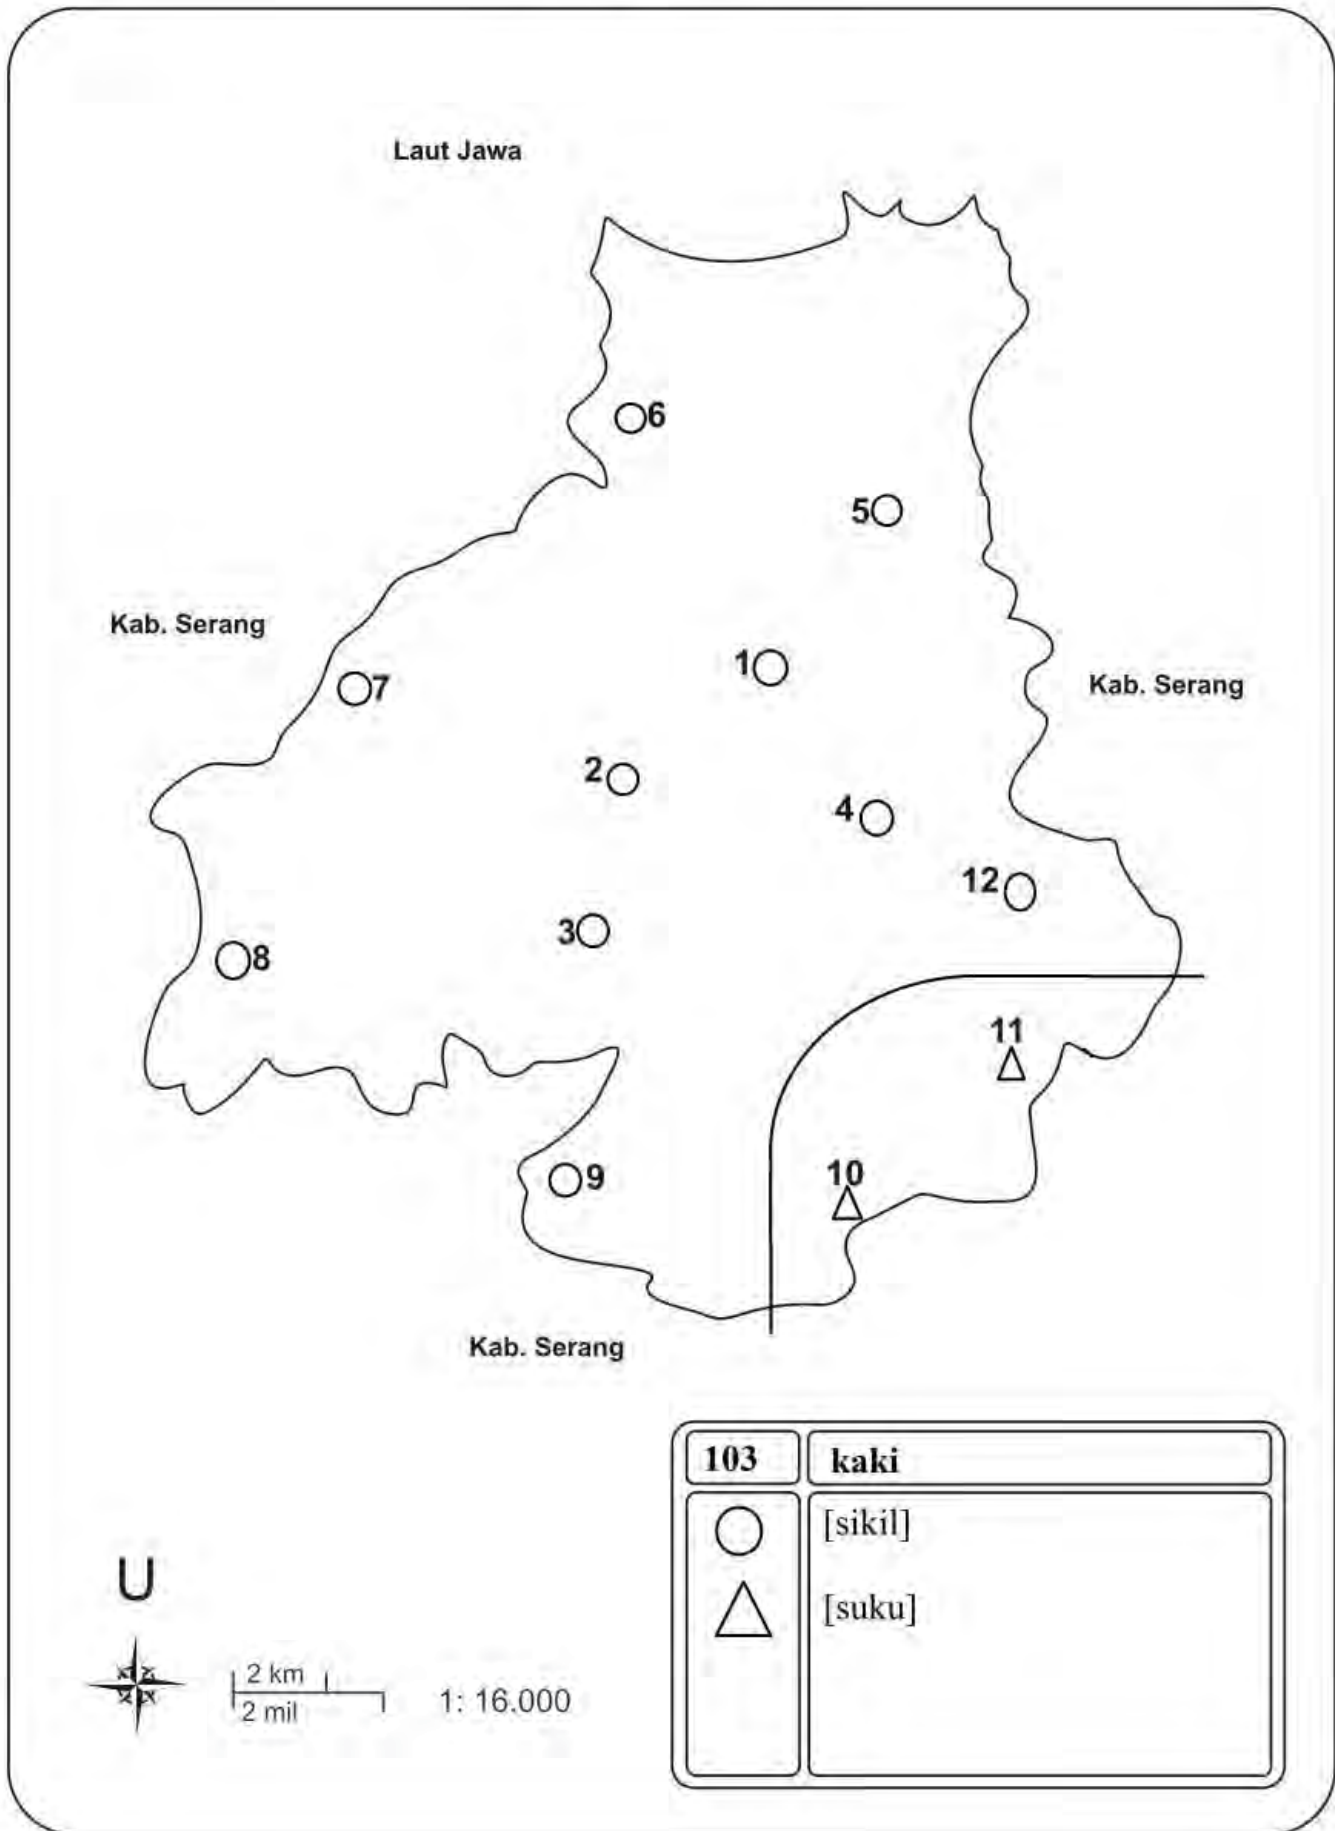 Laut Jawa
6
5
Kab. Serang
1
Kab. Serang
7
2
4
12
3
8
11
10
9
Kab. Serang
103 kaki
[sikil]
[suku]
U
2 km
2 mil
1: 16.000